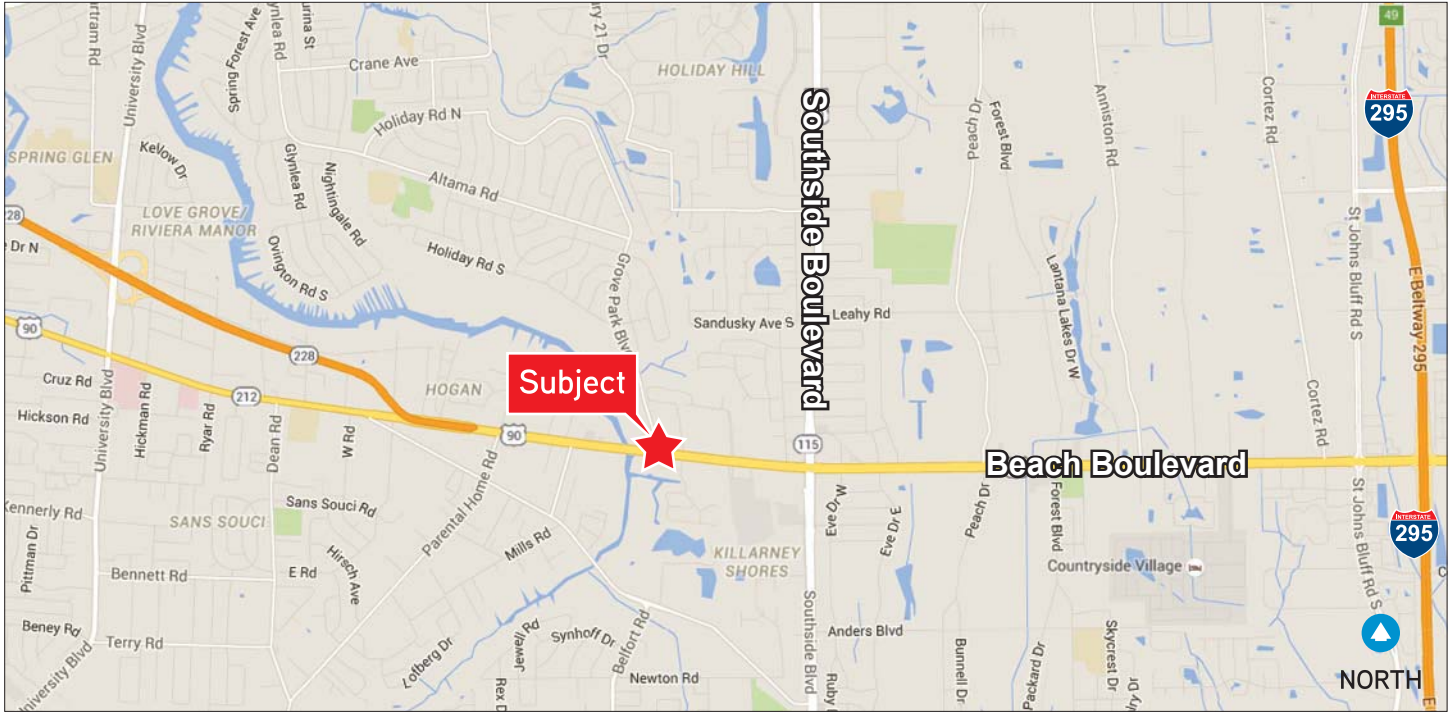 49
University Blvd
Spring Forest Ave
Crane Ave
HOLIDAY HILL
INTERSTATE
295
Southside Boulevard
Peach Dr
Forest Blvd
Anniston Rd
Cortez Rd
Holiday Rd N
SPRING GLEN
Kellow Dr
Glynlea Rd
Nightingale Rd
Altama Rd
LOVE GROVE/
RIVIERA MANOR
Ovington Rd S
Holiday Rd S
Grove Park Blvd
Lantana Lakes Dr W
St Johns Bluff Rd S
E Beltway 295
Sandusky Ave S
Leahy Rd
90
228
Cruz Rd
212
HOGAN
Subject
Hickson Rd
University Blvd
Hickman Rd
Ryar Rd
Dean Rd
W Rd
90
115
Beach Boulevard
Cortez Rd
Parental Home Rd
Eve Dr W
Eve Dr E
Peach Dr
Forest Blvd
St Johns Bluff Rd S
Kennerly Rd
SANS SOUCI
Sans Souci Rd
INTERSTATE
295
Mills Rd
KILLARNEY
SHORES
Countryside Village
Pittman Dr
Bennett Rd
E Rd
Hirsch Ave
Beney Rd
Terry Rd
University Blvd
Lofberg Dr
Jewell Rd
Synhoff Dr
Belfort Rd
Newton Rd
Southside Blvd
Anders Blvd
Bunnell Dr
Packard Dr
Skycrest Dr
NORTH